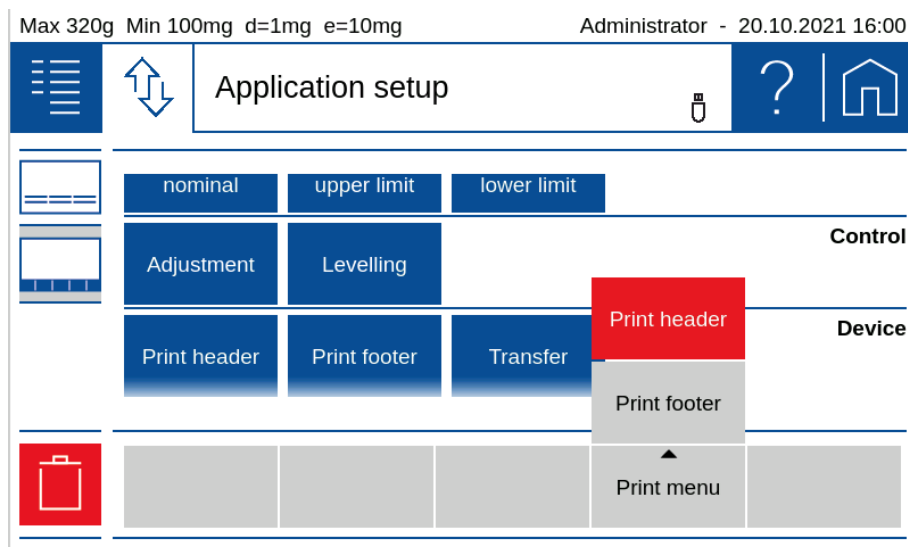 Max 320g  Min 100mg  d=1mg  e=10mg  Administrator  -  20.10.2021 16:00
Application setup
?
nominal  upper limit  lower limit
Control
Adjustment  Levelling
Print header
Device
Print header  Print footer  Transfer
Print footer
Print menu